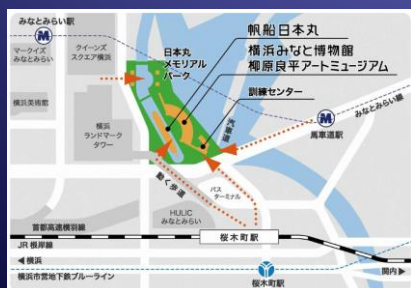 みなとみらい駅
マークイズ
みなとみらい
クイーンズ
スクエア横浜
日本丸
メモリアル
パーク
帆船日本丸
横浜みなと博物館
柳原良平アートミュージアム
訓練センター
みなとみらい線
馬車道駅
横浜美術館
横浜
ランドマーク
タワー
汽車道
動く歩道
バス
ターミナル
HULIC
みなとみらい
首都高速横羽線
桜木町駅
JR 根岸線
◀横浜
関内▶
横浜市営地下鉄ブルーライン
桜木町駅